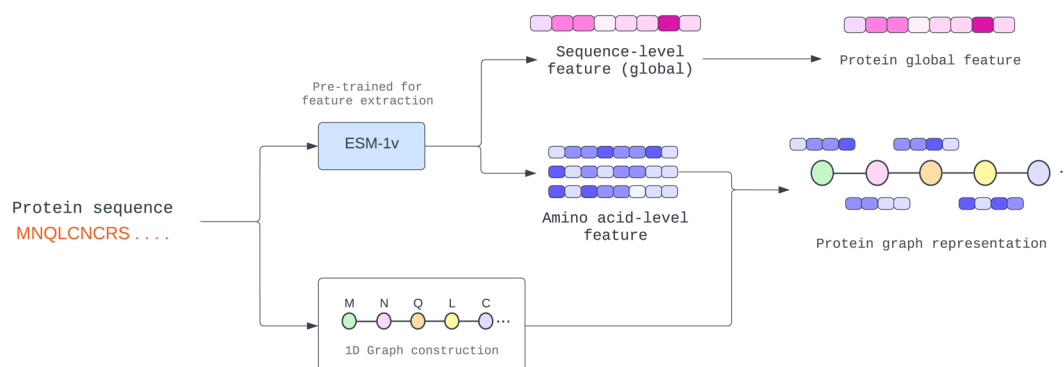 Sequence-level
feature (global)
Protein global feature
Pre-trained for
feature extraction
ESM-1v
Amino acid-level
feature
Protein graph representation
Protein sequence
MNQLCNCRS . . . .
M N Q L C
...
1D Graph construction